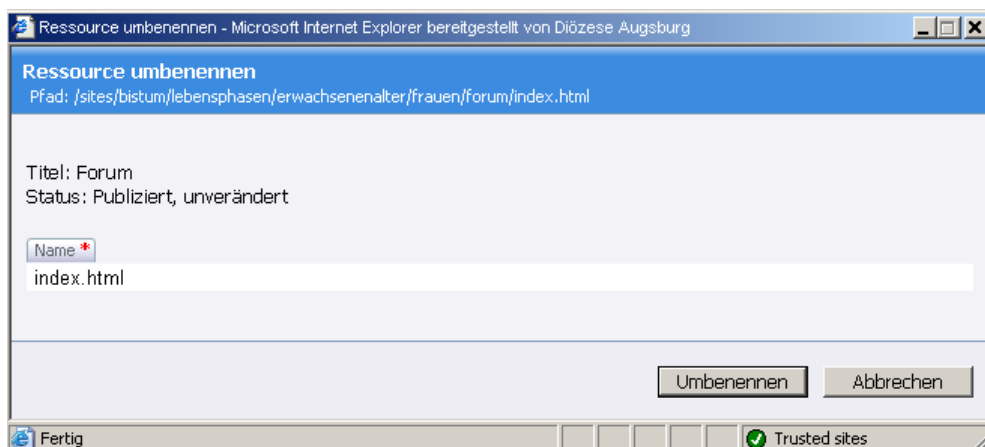 Ressource umbenennen - Microsoft Internet Explorer bereitgestellt von Diözese Augsburg
Ressource umbenennen
Pfad: /sites/bistum/lebensphasen/erwachsenenalter/frauen/forum/index.html
Titel: Forum
Status: Publiziert, unverändert
Name *
index.html
Umbenennen Abbrechen
Fertig Trusted sites